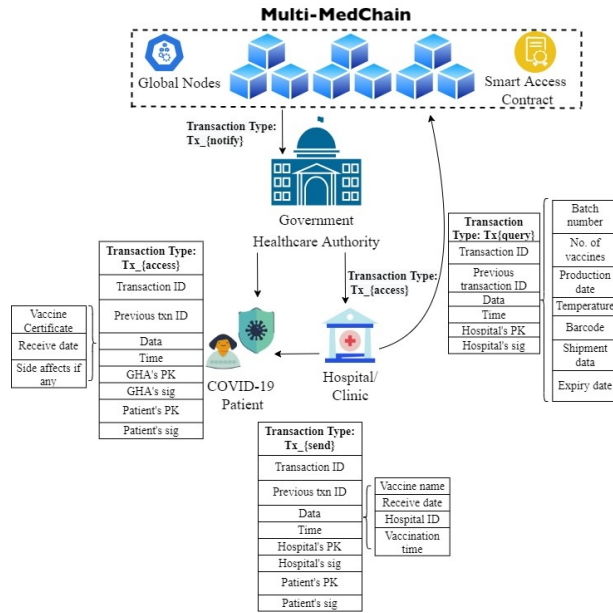 Multi-MedChain
Global Nodes
Smart Access
Contract
Transaction Type:
Tx_{notify}
Government
Healthcare Authority
Transaction Type:
Tx_{access}
Transaction
Type: Tx{query}
Transaction ID
Previous
transaction ID
Data
Time
Hospital's PK
Hospital's sig
Batch
number
No. of
vaccines
Production
date
Temperature
Barcode
Shipment
data
Expiry date
Transaction Type:
Tx_{access}
Transaction ID
Previous txn ID
Data
Time
GHA's PK
GHA's sig
Patient's PK
Patient's sig
Vaccine
Certificate
Receive date
Side affects if
any
COVID-19
Patient
Hospital/
Clinic
Transaction Type:
Tx_{send}
Transaction ID
Previous txn ID
Data
Time
Hospital's PK
Hospital's sig
Patient's PK
Patient's sig
Vaccine name
Receive date
Hospital ID
Vaccination
time